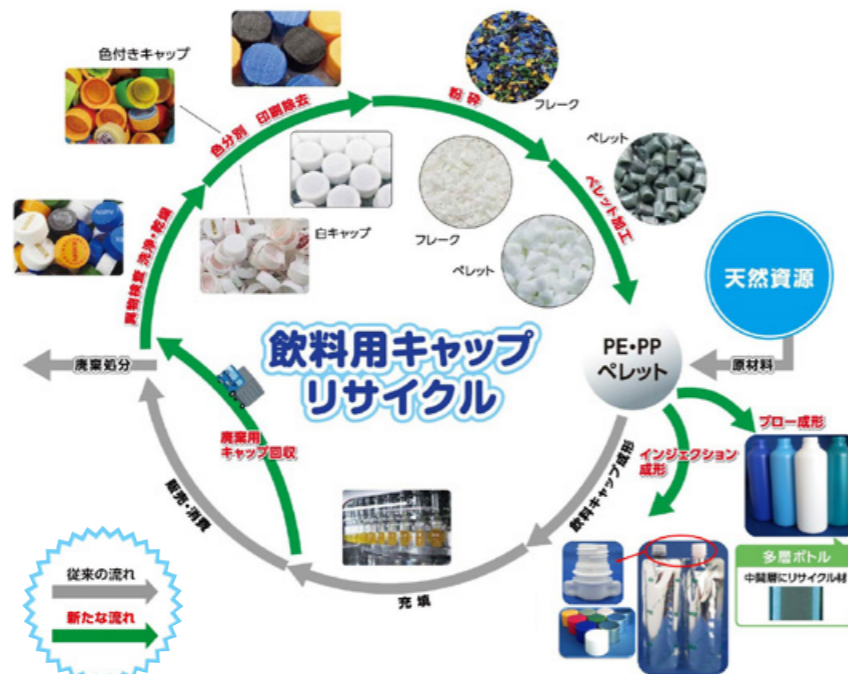 色付きキャップ
色分別 印刷除去
粉砕
フレーク
ペレット
ペレット加工
異物検査 洗浄・乾燥
白キャップ
フレーク
ペレット
天然資源
原材料
PE・PP
ペレット
飲料用キャップ
リサイクル
廃棄処分
廃棄用
キャップ回収
販売・消費
充填
飲料キャップ成形
インジェクション
成形
ブロー成形
多層ボトル
中間層にリサイクル材
従来の流れ
新たな流れ